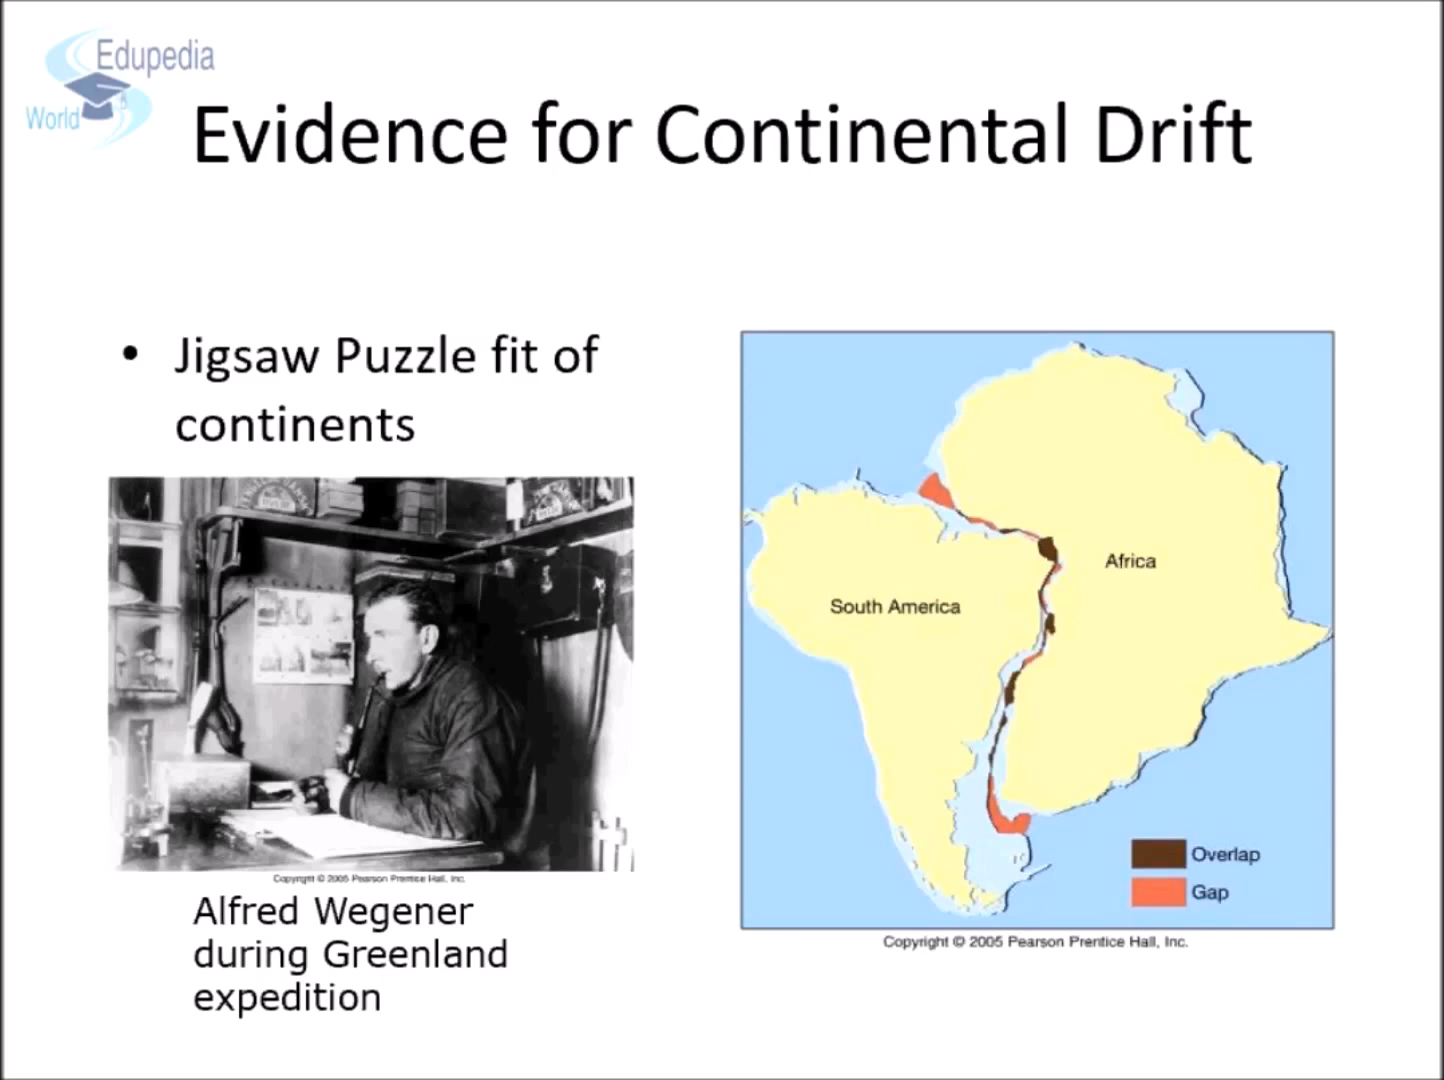 Edupedia
World
Evidence for Continental Drift
• Jigsaw Puzzle fit of
continents
Copyright © 2005 Pearson Prentice Hall, Inc.
Alfred Wegener
during Greenland
expedition
Africa
South America
Overlap
Gap
Copyright © 2005 Pearson Prentice Hall, Inc.